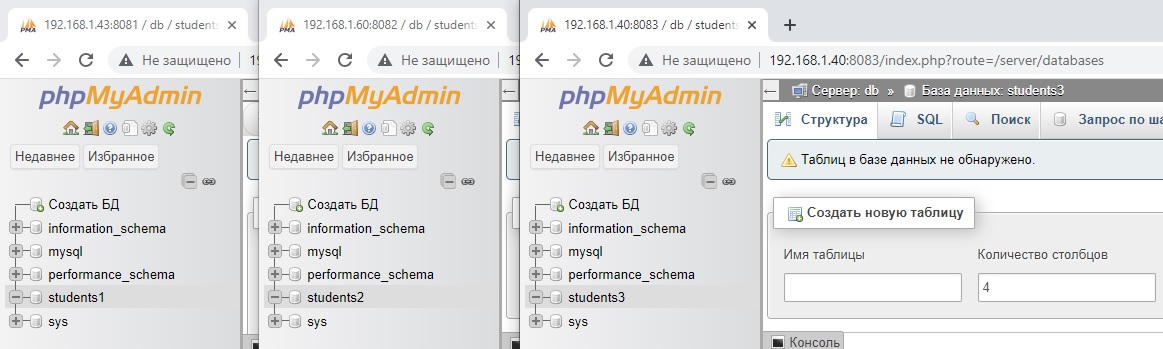 192.168.1.43:8081 / db / students
Не защищено
19
phpMyAdmin
Недавнее Избранное
Создать БД
information_schema
mysql
performance_schema
students1
sys
192.168.1.60:8082 / db / students
Не защищено
19
phpMyAdmin
Недавнее Избранное
Создать БД
information_schema
mysql
performance_schema
students2
sys
192.168.1.40:8083 / db / students
Не защищено 192.168.1.40:8083/index.php?route=/server/databases
phpMyAdmin
Недавнее Избранное
Создать БД
information_schema
mysql
performance_schema
students3
sys
Сервер: db » База данных: students3
Структура SQL Поиск Запрос по ша
Таблиц в базе данных не обнаружено.
Создать новую таблицу
Имя таблицы Количество столбцов
4
Консоль